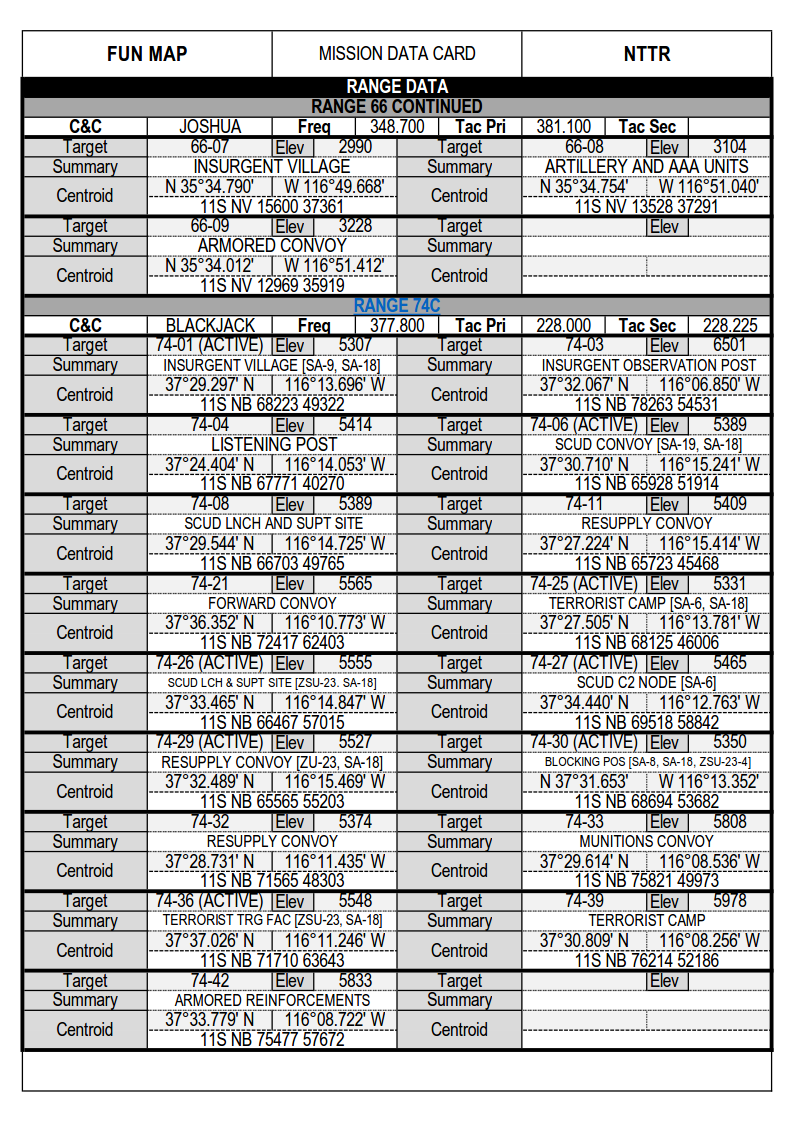 FUN MAP MISSION DATA CARD NTTR
RANGE DATA
RANGE 66 CONTINUED
C&C JOSHUA Freq 348.700 Tac Pri 381.100 Tac Sec
Target 66-07 Elev 2990 Target 66-08 Elev 3104
Summary INSURGENT VILLAGE Summary ARTILLERY AND AAA UNITS
Centroid N 35°34.790' W 116°49.668' Centroid N 35°34.754' W 116°51.040'
11S NV 15600 37361 11S NV 13528 37291
Target 66-09 Elev 3228 Target Elev
Summary ARMORED CONVOY Summary
Centroid N 35°34.012' W 116°51.412' Centroid
11S NV 12969 35919
RANGE 74C
C&C BLACKJACK Freq 377.800 Tac Pri 228.000 Tac Sec 228.225
Target 74-01 (ACTIVE) Elev 5307 Target 74-03 Elev 6501
Summary INSURGENT VILLAGE [SA-9, SA-18] Summary INSURGENT OBSERVATION POST
Centroid 37°29.297' N 116°13.696' W Centroid 37°32.067' N 116°06.850' W
11S NB 68223 49322 11S NB 78263 54531
Target 74-04 Elev 5414 Target 74-06 (ACTIVE) Elev 5389
Summary LISTENING POST Summary SCUD CONVOY [SA-19, SA-18]
Centroid 37°24.404' N 116°14.053' W Centroid 37°30.710' N 116°15.241' W
11S NB 67771 40270 11S NB 65928 51914
Target 74-08 Elev 5389 Target 74-11 Elev 5409
Summary SCUD LNCH AND SUPT SITE Summary RESUPPLY CONVOY
Centroid 37°29.544' N 116°14.725' W Centroid 37°27.224' N 116°15.414' W
11S NB 66703 49765 11S NB 65723 45468
Target 74-21 Elev 5565 Target 74-25 (ACTIVE) Elev 5331
Summary FORWARD CONVOY Summary TERRORIST CAMP [SA-6, SA-18]
Centroid 37°36.352' N 116°10.773' W Centroid 37°27.505' N 116°13.781' W
11S NB 72417 62403 11S NB 68125 46006
Target 74-26 (ACTIVE) Elev 5555 Target 74-27 (ACTIVE) Elev 5465
Summary SCUD LCH & SUPT SITE [ZSU-23. SA-18] Summary SCUD C2 NODE [SA-6]
Centroid 37°33.465' N 116°14.847' W Centroid 37°34.440' N 116°12.763' W
11S NB 66467 57015 11S NB 69518 58842
Target 74-29 (ACTIVE) Elev 5527 Target 74-30 (ACTIVE) Elev 5350
Summary RESUPPLY CONVOY [ZU-23, SA-18] Summary BLOCKING POS [SA-8, SA-18, ZSU-23-4]
Centroid 37°32.489' N 116°15.469' W Centroid N 37°31.653' W 116°13.352'
11S NB 65565 55203 11S NB 68694 53682
Target 74-32 Elev 5374 Target 74-33 Elev 5808
Summary RESUPPLY CONVOY Summary MUNITIONS CONVOY
Centroid 37°28.731' N 116°11.435' W Centroid 37°29.614' N 116°08.536' W
11S NB 71565 48303 11S NB 75821 49973
Target 74-36 (ACTIVE) Elev 5548 Target 74-39 Elev 5978
Summary TERRORIST TRG FAC [ZSU-23, SA-18] Summary TERRORIST CAMP
Centroid 37°37.026' N 116°11.246' W Centroid 37°30.809' N 116°08.256' W
11S NB 71710 63643 11S NB 76214 52186
Target 74-42 Elev 5833 Target Elev
Summary ARMORED REINFORCEMENTS Summary
Centroid 37°33.779' N 116°08.722' W Centroid
11S NB 75477 57672